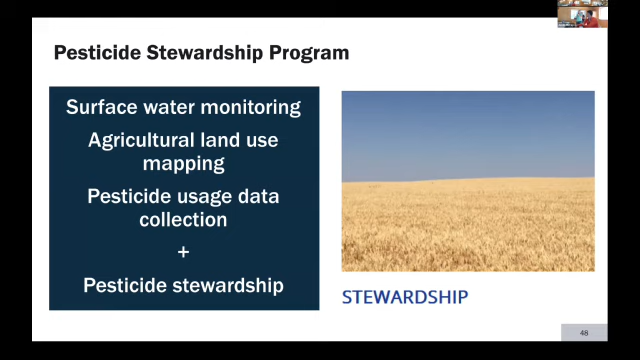 Pesticide Stewardship Program
Surface water monitoring
Agricultural land use
mapping
Pesticide usage data
collection
+
Pesticide stewardship
STEWARDSHIP
48